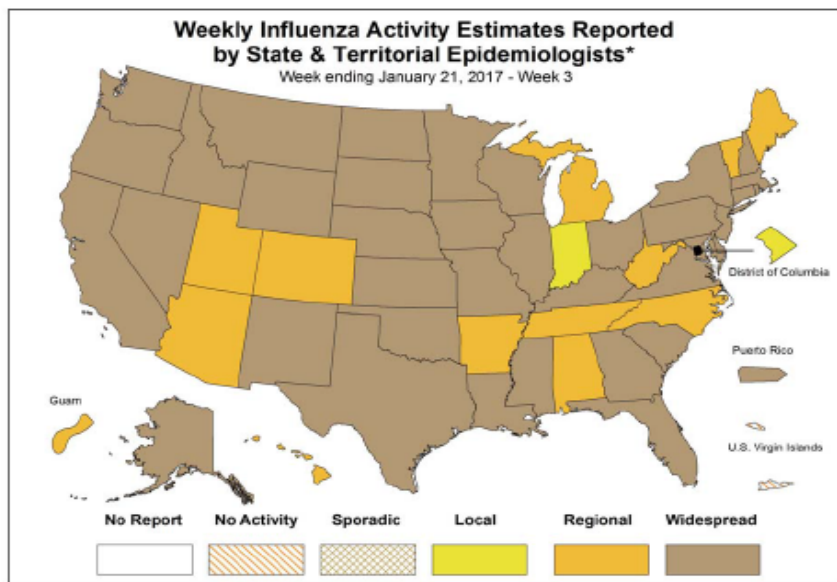 Weekly Influenza Activity Estimates Reported
by State & Territorial Epidemiologists*
Week ending January 21, 2017 - Week 3
District of Columbia
Puerto Rico
Guam
U.S. Virgin Islands
No Report No Activity Sporadic Local Regional Widespread